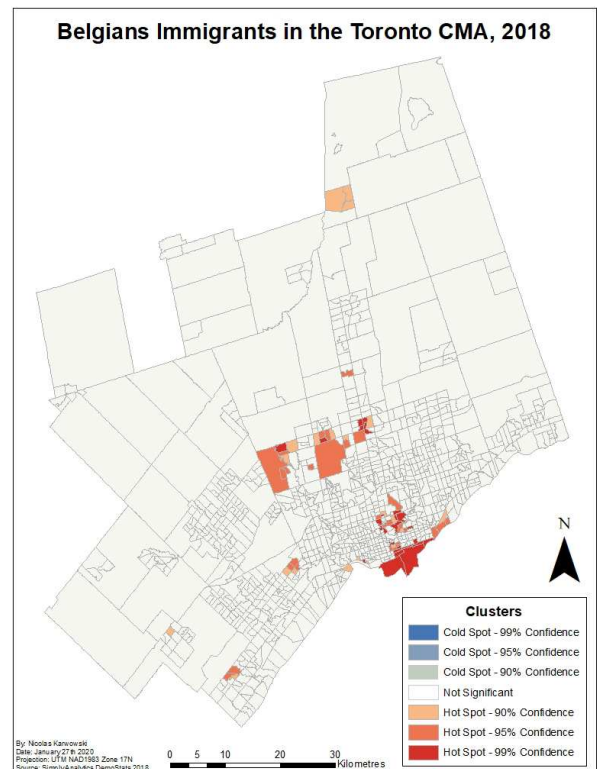 Belgians Immigrants in the Toronto CMA, 2018
N
Clusters
Cold Spot - 99% Confidence
Cold Spot - 95% Confidence
Cold Spot - 90% Confidence
Not Significant
Hot Spot - 90% Confidence
Hot Spot - 95% Confidence
Hot Spot - 99% Confidence
By: Nicolas Karwowski
Date: January 27th 2020
Projection: UTM NAD1983 Zone 17N
Source: SimplyAnalytics DemoStats 2018
0 5 10 20 30
Kilometres